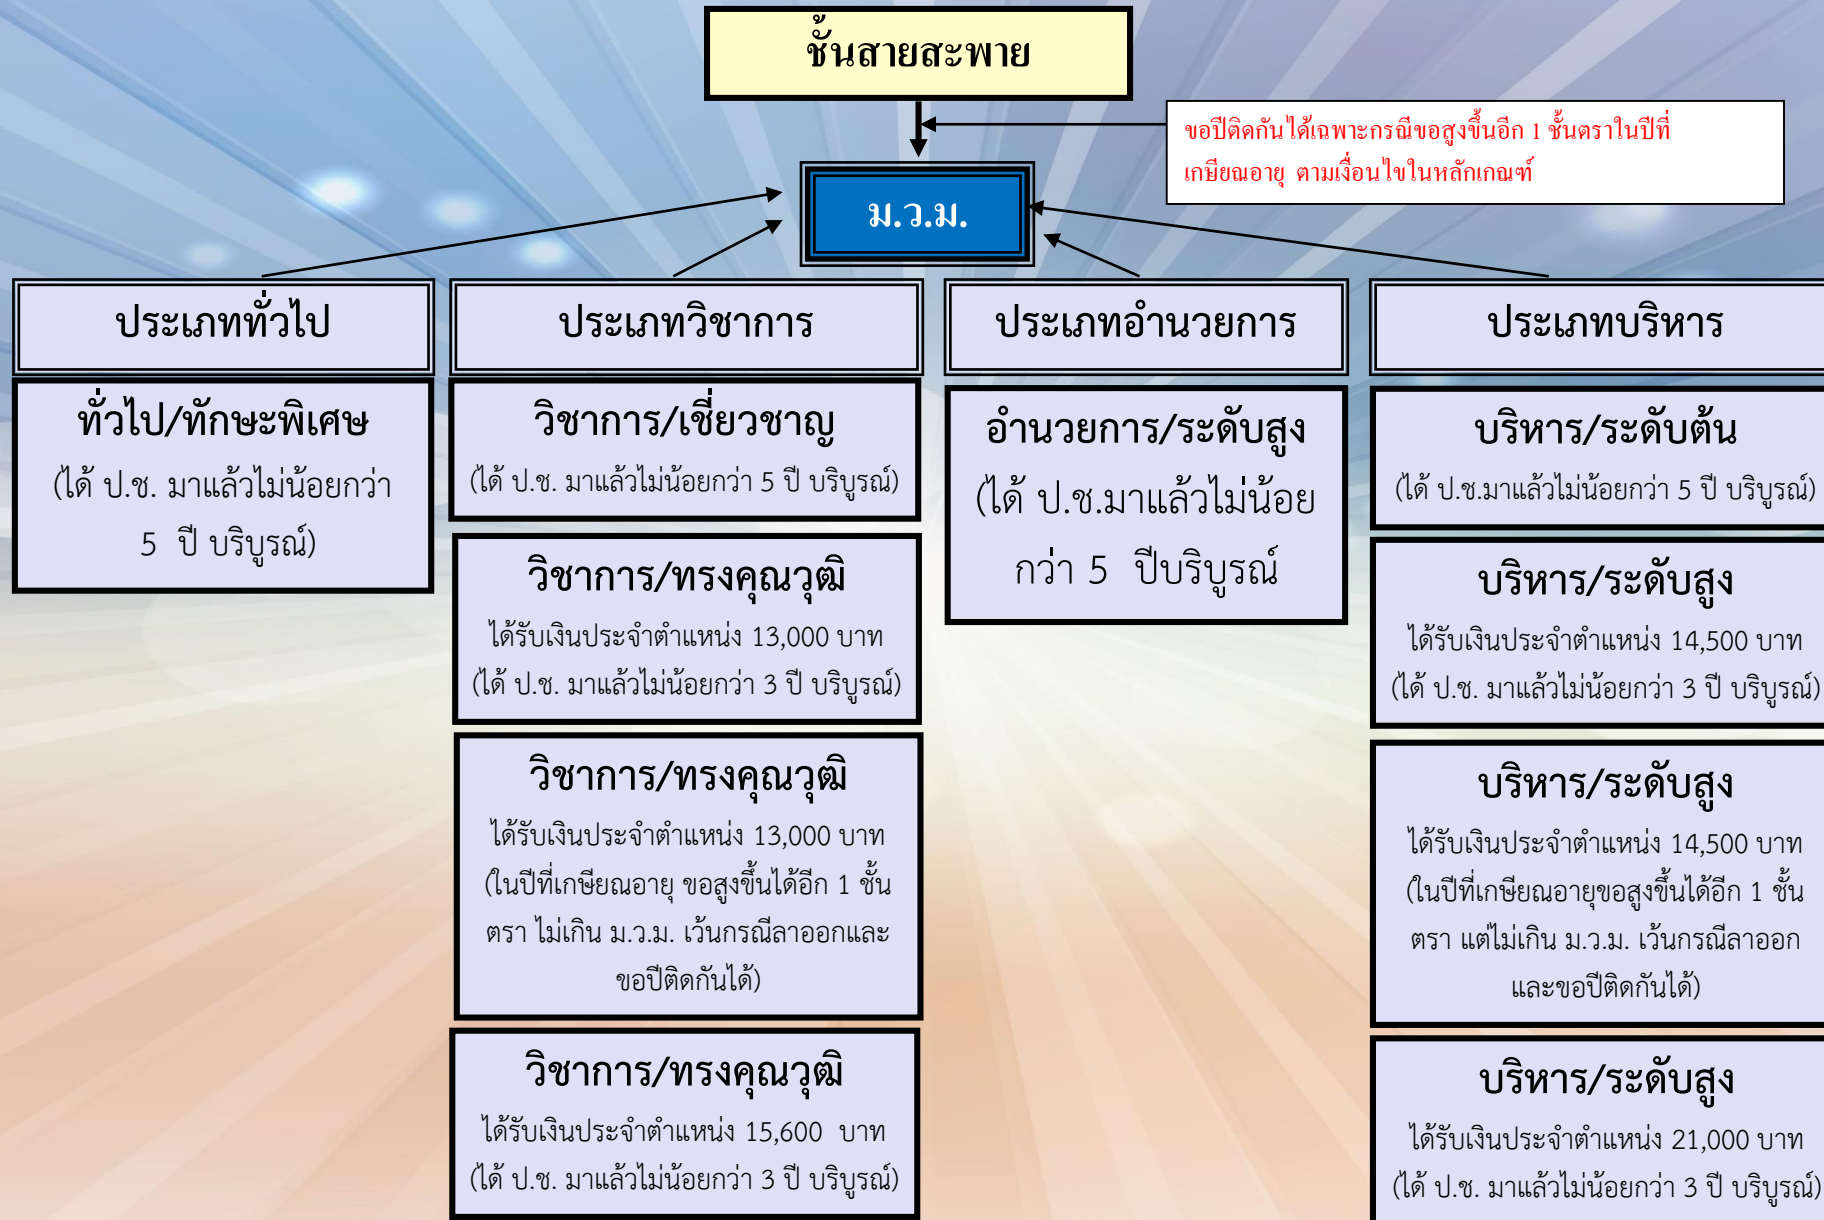 ชั้นสายสะพาย
ขอปีติดกันได้เฉพาะกรณีขอสูงขึ้นอีก 1 ชั้นตราในปีที่
เกษียณอายุ ตามเงื่อนไขในหลักเกณฑ์
ม.ว.ม.
ประเภททั่วไป
ทั่วไป/ทักษะพิเศษ
(ได้ ป.ช. มาแล้วไม่น้อยกว่า
5 ปี บริบูรณ์)
ประเภทวิชาการ
วิชาการ/เชี่ยวชาญ
(ได้ ป.ช. มาแล้วไม่น้อยกว่า 5 ปี บริบูรณ์)
วิชาการ/ทรงคุณวุฒิ
ได้รับเงินประจำตำแหน่ง 13,000 บาท
(ได้ ป.ช. มาแล้วไม่น้อยกว่า 3 ปี บริบูรณ์)
วิชาการ/ทรงคุณวุฒิ
ได้รับเงินประจำตำแหน่ง 13,000 บาท
(ในปีที่เกษียณอายุ ขอสูงขึ้นได้อีก 1 ชั้น
ตรา ไม่เกิน ม.ว.ม. เว้นกรณีลาออกและ
ขอปีติดกันได้)
วิชาการ/ทรงคุณวุฒิ
ได้รับเงินประจำตำแหน่ง 15,600 บาท
(ได้ ป.ช. มาแล้วไม่น้อยกว่า 3 ปี บริบูรณ์)
ประเภทอำนวยการ
อำนวยการ/ระดับสูง
(ได้ ป.ช.มาแล้วไม่น้อย
กว่า 5 ปีบริบูรณ์
ประเภทบริหาร
บริหาร/ระดับต้น
(ได้ ป.ช.มาแล้วไม่น้อยกว่า 5 ปี บริบูรณ์)
บริหาร/ระดับสูง
ได้รับเงินประจำตำแหน่ง 14,500 บาท
(ได้ ป.ช. มาแล้วไม่น้อยกว่า 3 ปี บริบูรณ์)
บริหาร/ระดับสูง
ได้รับเงินประจำตำแหน่ง 14,500 บาท
(ในปีที่เกษียณอายุขอสูงขึ้นได้อีก 1 ชั้น
ตรา แต่ไม่เกิน ม.ว.ม. เว้นกรณีลาออก
และขอปีติดกันได้)
บริหาร/ระดับสูง
ได้รับเงินประจำตำแหน่ง 21,000 บาท
(ได้ ป.ช. มาแล้วไม่น้อยกว่า 3 ปี บริบูรณ์)